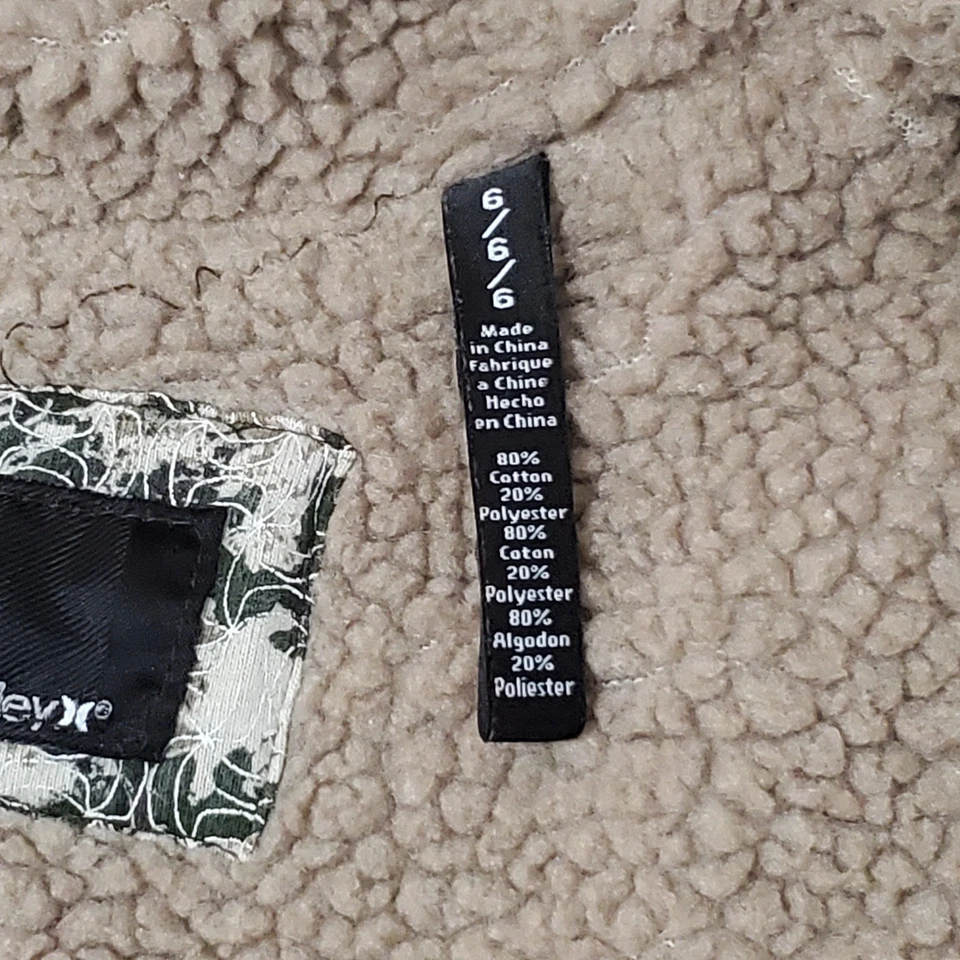 6
/
6
/
6
Made
in China
Fabrique
a Chine
Hecho
en China
80%
Cotton
20%
Polyester
80%
Coton
20%
Polyester
80%
Algodon
20%
Poliester
ley®